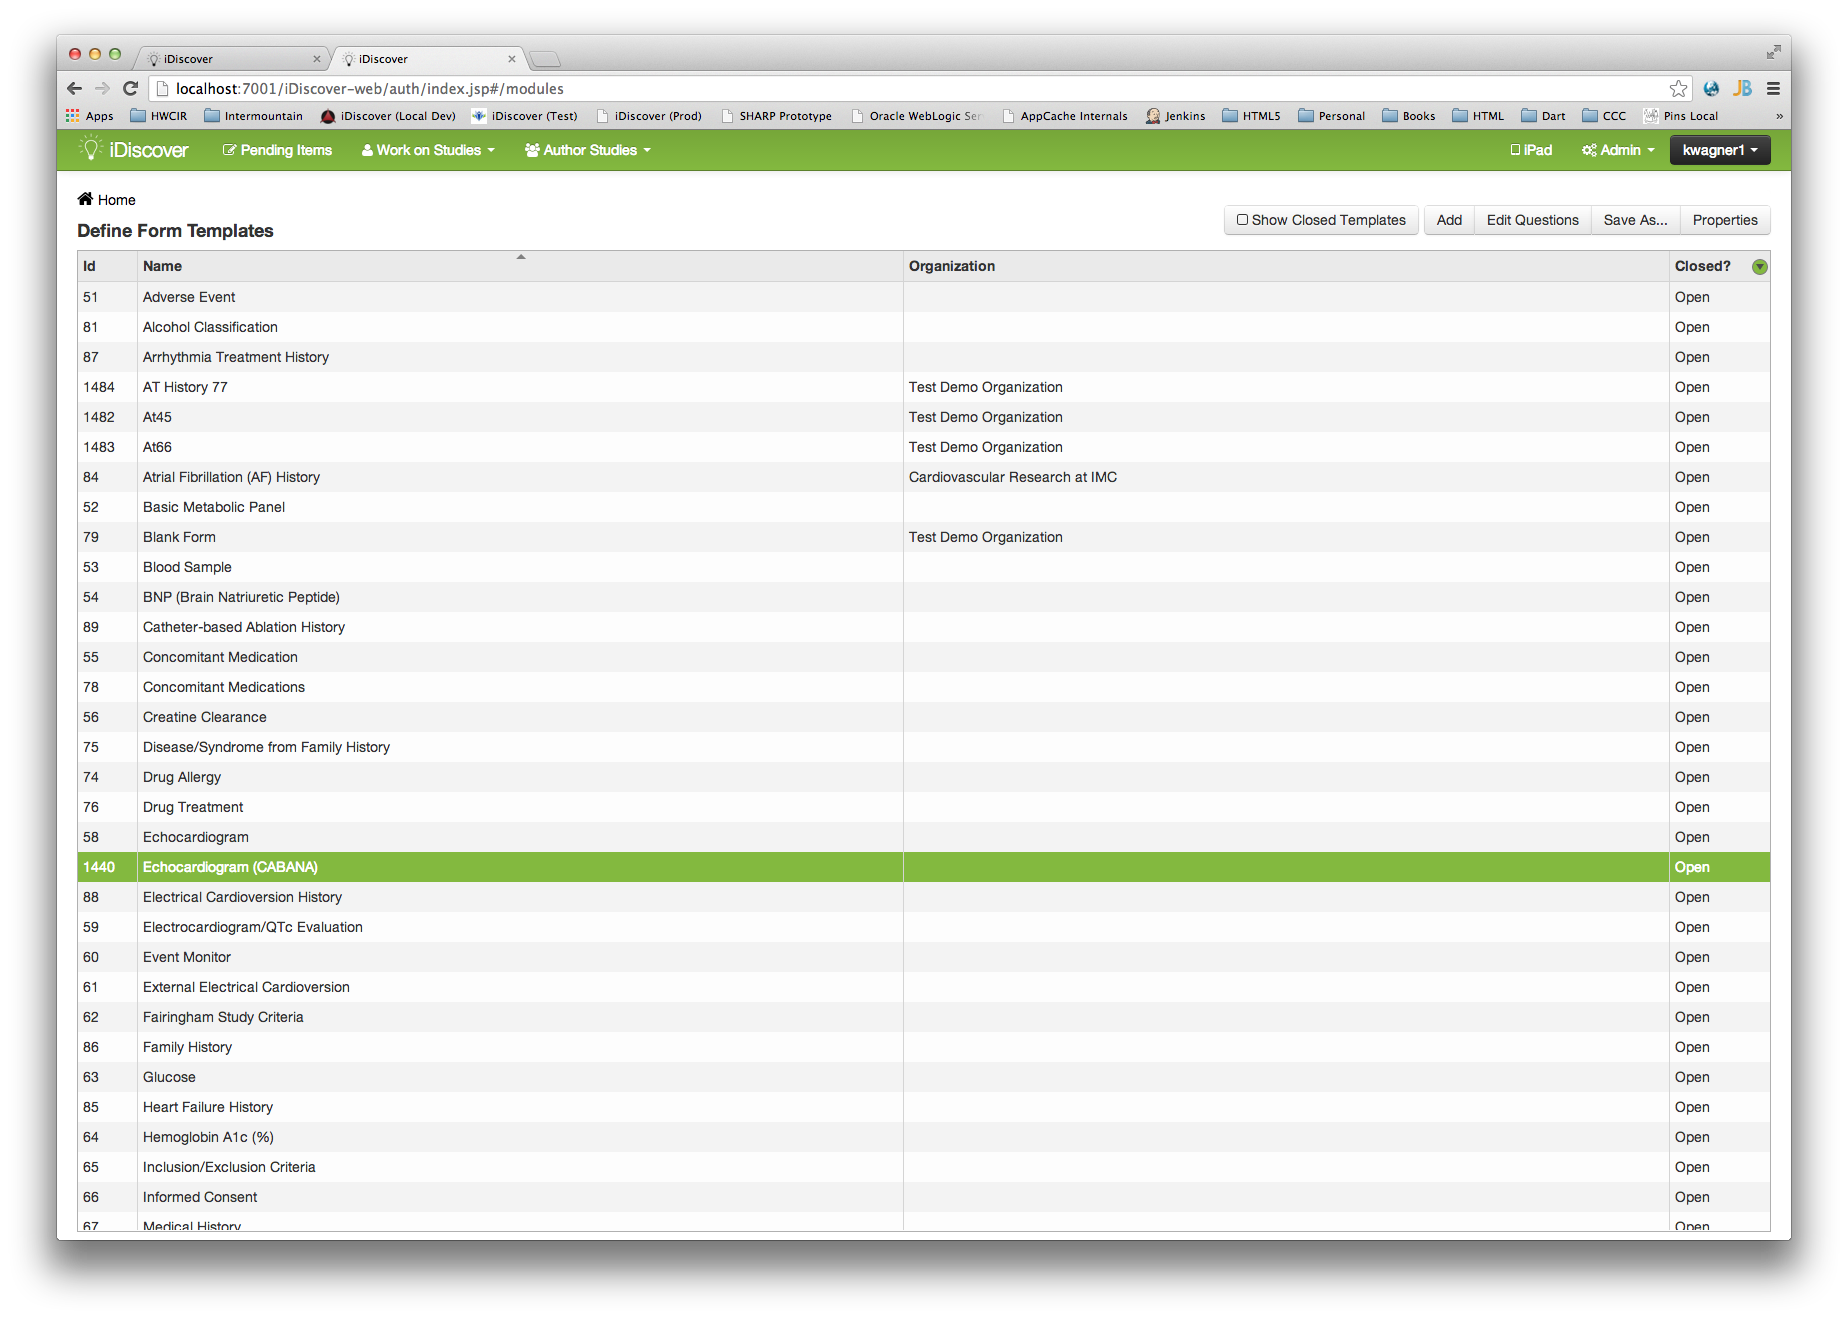 iDiscover
iDiscover
localhost:7001/iDiscover-web/auth/index.jsp#/modules
JB
Apps HWCIR Intermountain iDiscover (Local Dev) iDiscover (Test) iDiscover (Prod) SHARP Prototype Oracle WebLogic Ser AppCache Internals Jenkins HTML5 Personal Books HTML Dart CCC Pins Local »
iDiscover Pending Items Work on Studies Author Studies iPad Admin kwagner1
Home
Define Form Templates
Show Closed Templates Add Edit Questions Save As... Properties
Id Name Organization Closed?
51 Adverse Event Open
81 Alcohol Classification Open
87 Arrhythmia Treatment History Open
1484 AT History 77 Test Demo Organization Open
1482 At45 Test Demo Organization Open
1483 At66 Test Demo Organization Open
84 Atrial Fibrillation (AF) History Cardiovascular Research at IMC Open
52 Basic Metabolic Panel Open
79 Blank Form Test Demo Organization Open
53 Blood Sample Open
54 BNP (Brain Natriuretic Peptide) Open
89 Catheter-based Ablation History Open
55 Concomitant Medication Open
78 Concomitant Medications Open
56 Creatine Clearance Open
75 Disease/Syndrome from Family History Open
74 Drug Allergy Open
76 Drug Treatment Open
58 Echocardiogram Open
1440 Echocardiogram (CABANA) Open
88 Electrical Cardioversion History Open
59 Electrocardiogram/QTc Evaluation Open
60 Event Monitor Open
61 External Electrical Cardioversion Open
62 Fairingham Study Criteria Open
86 Family History Open
63 Glucose Open
85 Heart Failure History Open
64 Hemoglobin A1c (%) Open
65 Inclusion/Exclusion Criteria Open
66 Informed Consent Open
67 Medical History Open